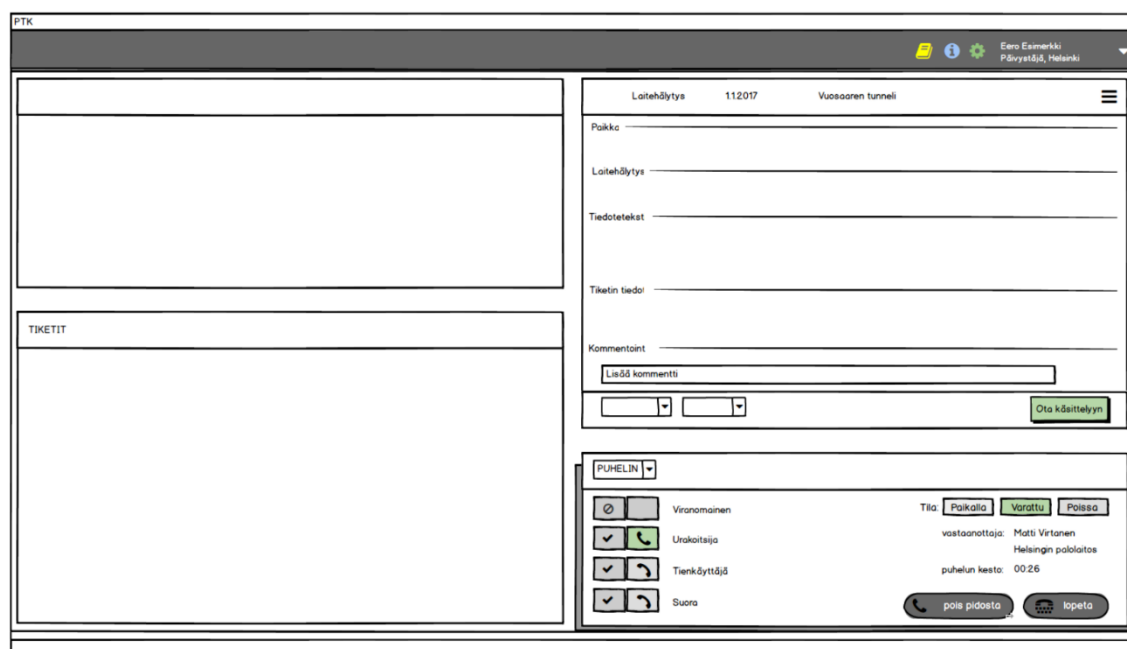 PTK
Eero Esimerkki
Päivystäjä, Helsinki
Laitehälytys 1.1.2017 Vuosaaren tunneli
Paikka
Laitehälytys
Tiedotetekst
Tiketin tiedot
Kommentoint
Lisää kommentti
Ota käsittelyyn
TIKETIT
PUHELIN
Viranomainen
Urakoitsija
Tienkäyttäjä
Suora
Tila: Paikalla Varattu Poissa
vastaanottaja: Matti Virtanen
Helsingin palolaitos
puhelun kesto: 00:26
pois pidosta lopeta